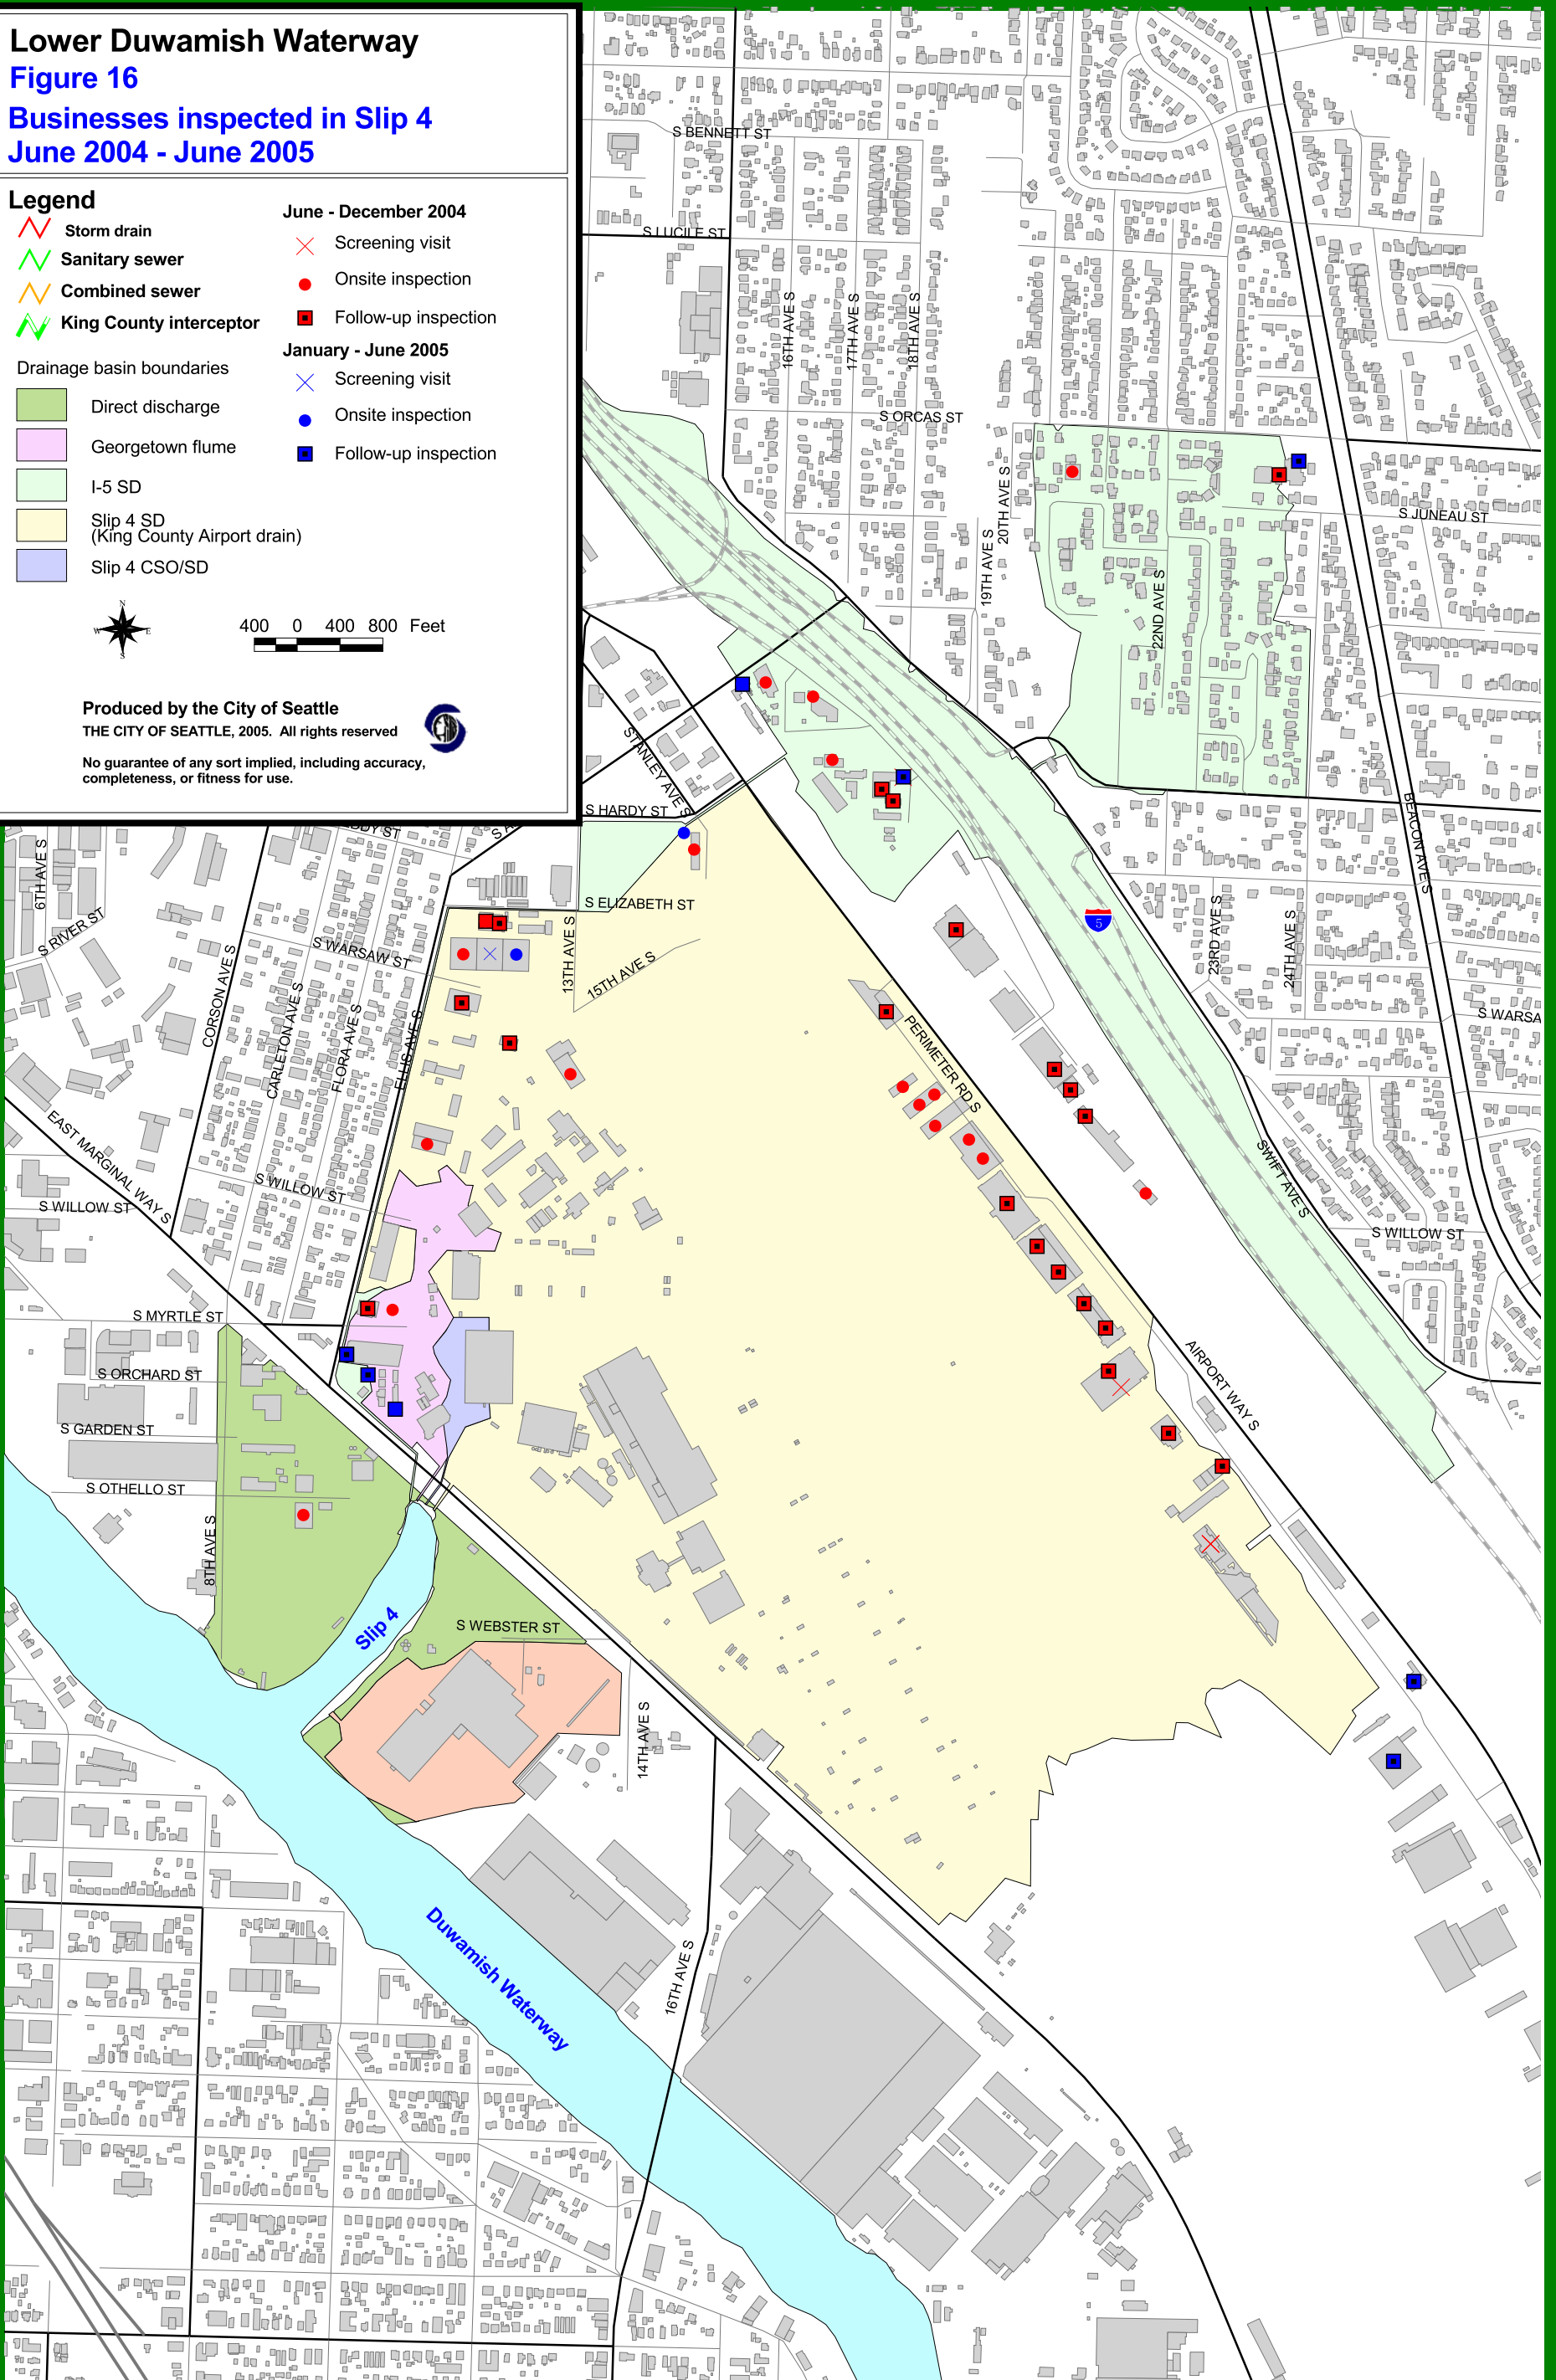 Lower Duwamish Waterway
Figure 16
Businesses inspected in Slip 4
June 2004 - June 2005
Legend
Storm drain
Sanitary sewer
Combined sewer
King County interceptor
Drainage basin boundaries
Direct discharge
Georgetown flume
I-5 SD
Slip 4 SD
(King County Airport drain)
Slip 4 CSO/SD
June - December 2004
Screening visit
Onsite inspection
Follow-up inspection
January - June 2005
Screening visit
Onsite inspection
Follow-up inspection
N
W E
S
400 0 400 800 Feet
Produced by the City of Seattle
THE CITY OF SEATTLE, 2005. All rights reserved
No guarantee of any sort implied, including accuracy,
completeness, or fitness for use.
S BENNETT ST
S LUCILE ST
16TH AVE S
17TH AVE S
18TH AVE S
S ORCAS ST
20TH AVE S
19TH AVE S
22ND AVE S
S JUNEAU ST
STANLEY AVE S
S HARDY ST
BEACON AVE S
6TH AVE S
S RIVER ST
CORSON AVE S
S WARSAW ST
CARLETON AVE S
FLORA AVE S
ELLIS AVE S
S ELIZABETH ST
13TH AVE S
15TH AVE S
5
23RD AVE S
24TH AVE S
S WARSA
PERIMETER RD S
EAST MARGINAL WAY S
S WILLOW ST
S WILLOW ST
SWIFT AVE S
S WILLOW ST
S MYRTLE ST
S ORCHARD ST
S GARDEN ST
S OTHELLO ST
8TH AVE S
AIRPORT WAY S
Slip 4
S WEBSTER ST
14TH AVE S
Duwamish Waterway
16TH AVE S